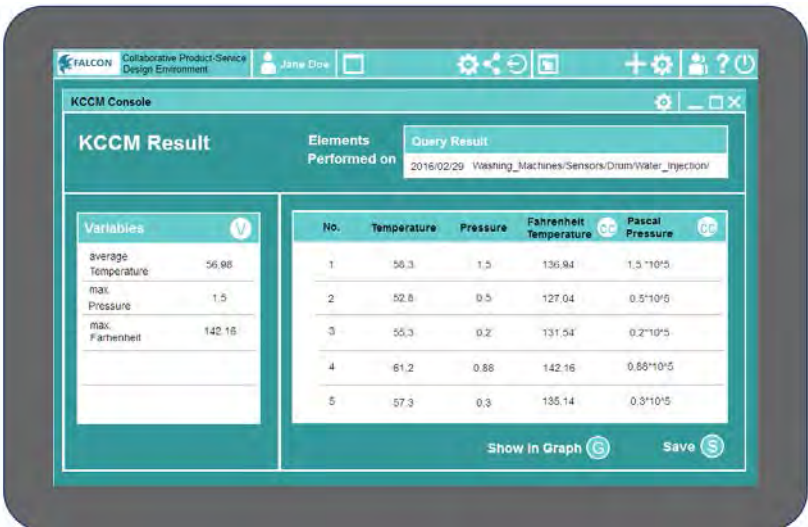 FALCON
Collaborative Product-Service
Design Environment
Jane Doe
?
KCCM Console
KCCM Result
Elements
Performed on
Query Result
2016/02/29 Washing_Machines/Sensors/Drum/Water_Injection/
Variables V
average
Temperature 56,98
max.
Pressure 1.5
max.
Farhenheit 142.16
No. Temperature Pressure Fahrenheit Temperature CC Pascal Pressure CC
1 58.3 1.5 136.94 1.5*10^5
2 52.8 0.5 127.04 0.5*10^5
3 55.3 0.2 131.54 0.2*10^5
4 61.2 0.88 142.16 0.88*10^5
5 57.3 0.3 135.14 0.3*10^5
Show in Graph G Save S